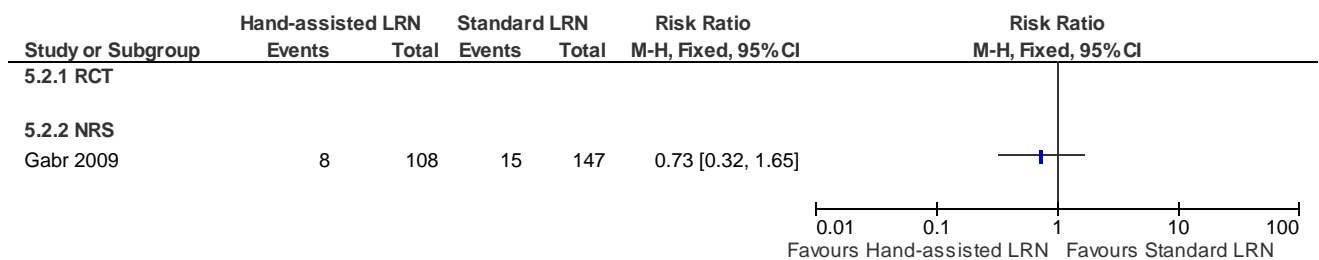 Hand-assisted LRN Standard LRN Risk Ratio Risk Ratio
Study or Subgroup Events Total Events Total M-H, Fixed, 95% CI M-H, Fixed, 95% CI
5.2.1 RCT
5.2.2 NRS
Gabr 2009 8 108 15 147 0.73 [0.32, 1.65]
0.01 0.1 1 10 100
Favours Hand-assisted LRN Favours Standard LRN